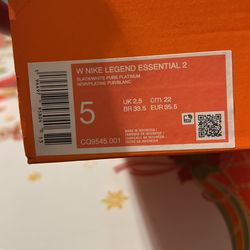 W NIKE LEGEND ESSENTIAL 2
BLACK/WHITE-PURE PLATINUM
NOIR/PLATINE PUR/BLANC
5
UK 2.5 cm 22
BR 33.5 EUR 35.5
CQ9545 001
MADE IN INDONESIA